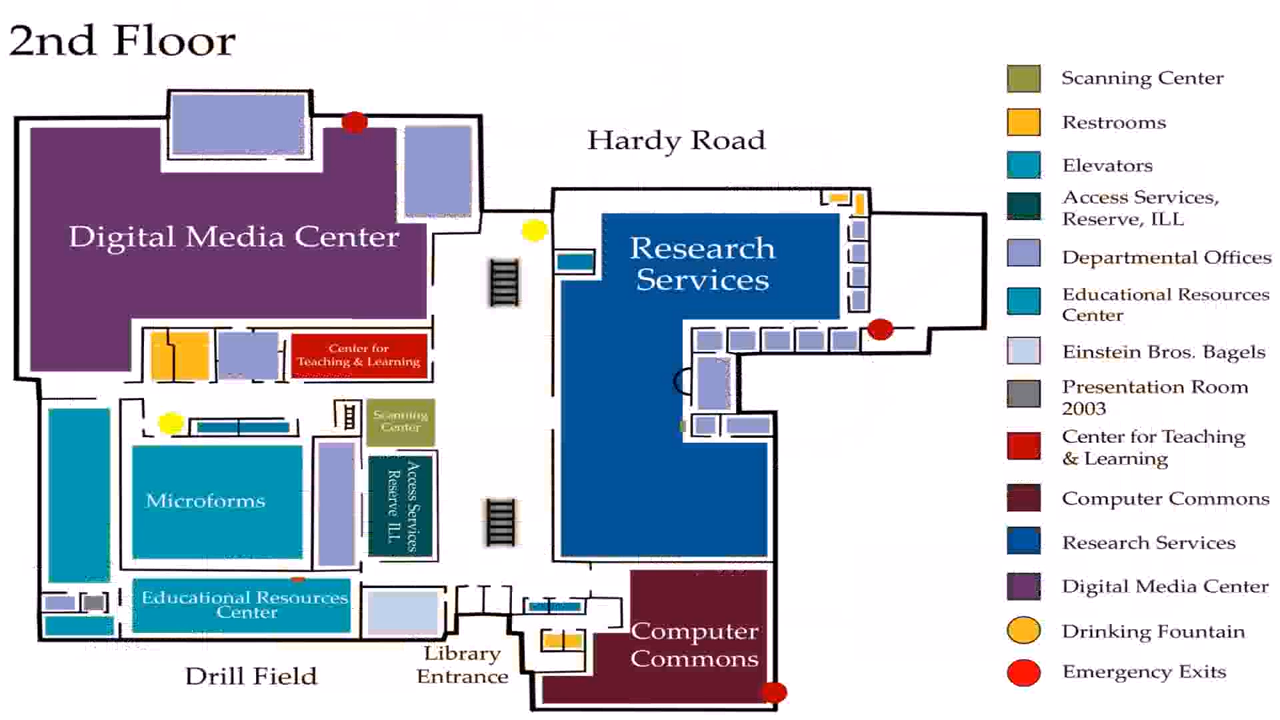 2nd Floor
Hardy Road
Digital Media Center
Research
Services
Center for
Teaching & Learning
Scanning
Center
Access Services
Reserve ILL
Microforms
Educational Resources
Center
Computer
Commons
Library
Entrance
Drill Field
Scanning Center
Restrooms
Elevators
Access Services,
Reserve, ILL
Departmental Offices
Educational Resources
Center
Einstein Bros. Bagels
Presentation Room
2003
Center for Teaching
& Learning
Computer Commons
Research Services
Digital Media Center
Drinking Fountain
Emergency Exits